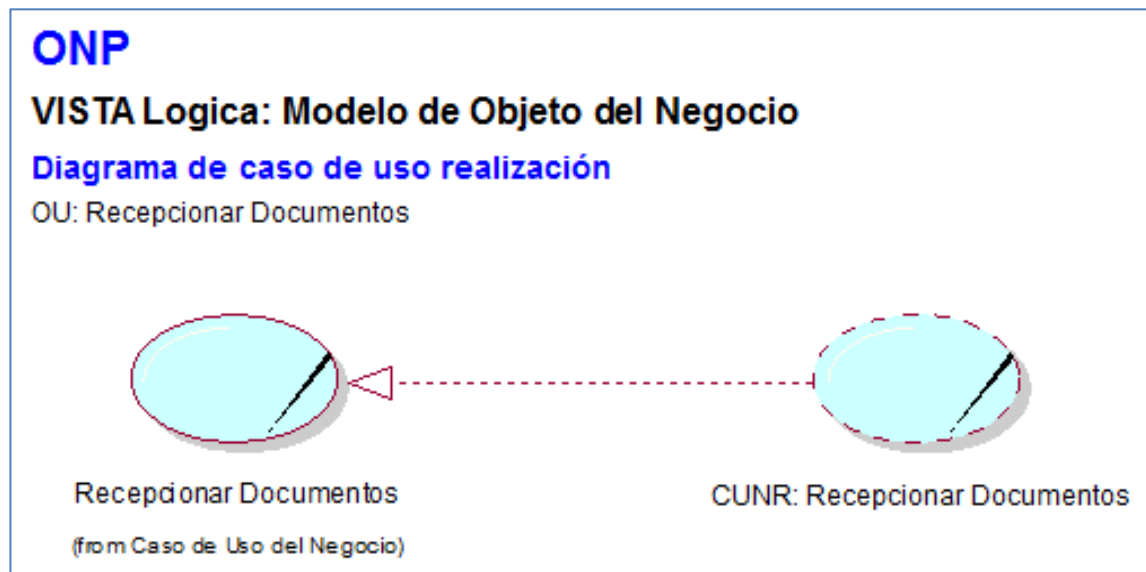 ONP
VISTA Logica: Modelo de Objeto del Negocio
Diagrama de caso de uso realización
OU: Recepcionar Documentos
Recepcionar Documentos
CUNR: Recepcionar Documentos
(from Caso de Uso del Negocio)